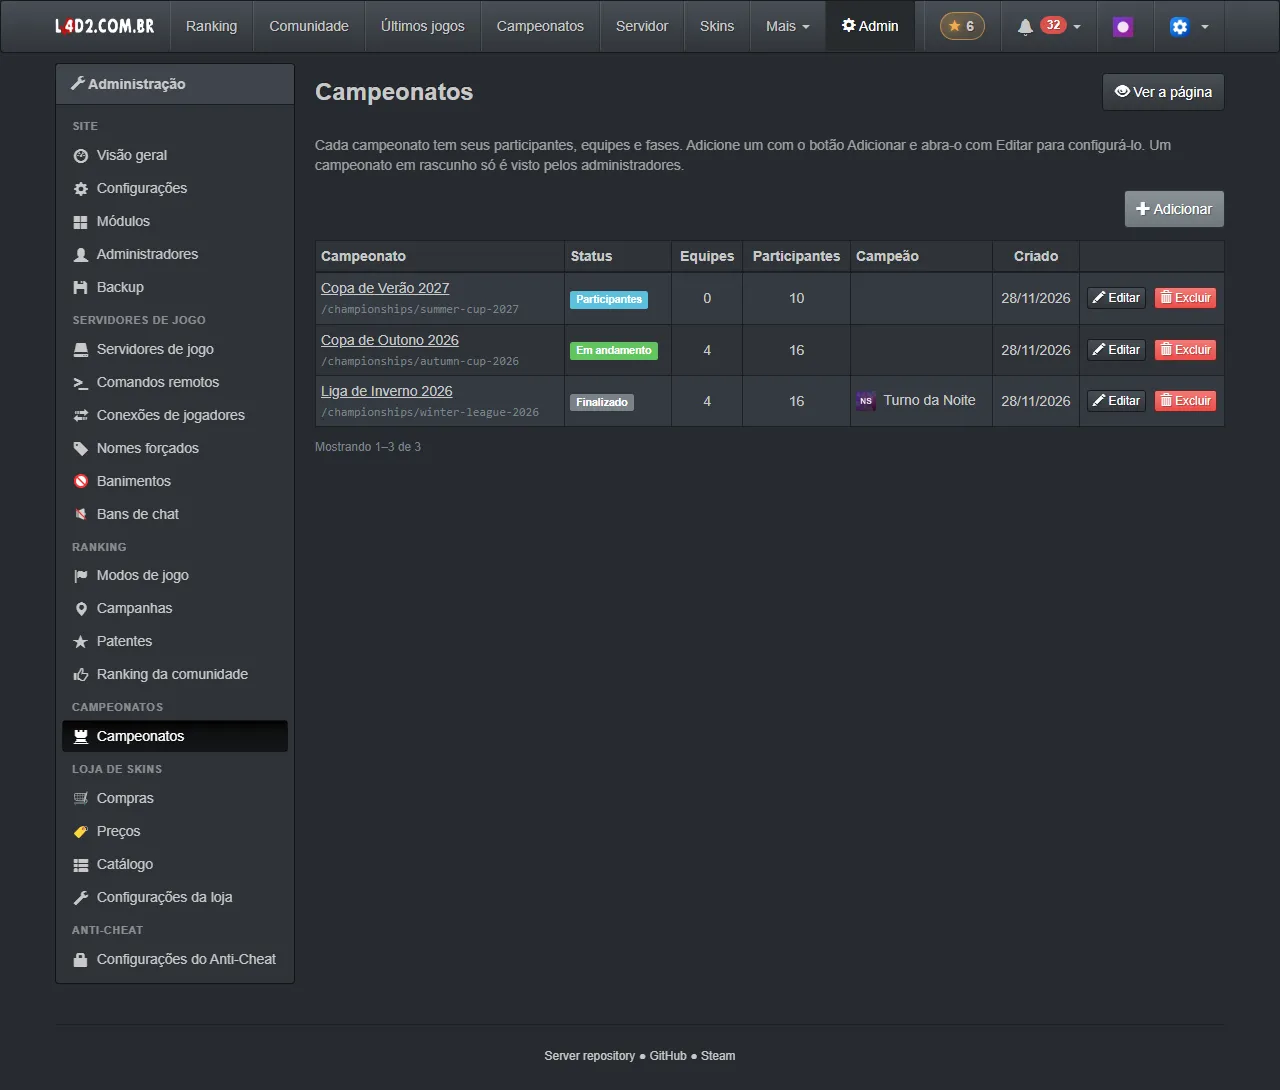 L4D2.COM.BR
Ranking
Comunidade
Últimos jogos
Campeonatos
Servidor
Skins
Mais
Admin
6
32
Administração
SITE
Visão geral
Configurações
Módulos
Administradores
Backup
SERVIDORES DE JOGO
Servidores de jogo
Comandos remotos
Conexões de jogadores
Nomes forçados
Banimentos
Bans de chat
RANKING
Modos de jogo
Campanhas
Patentes
Ranking da comunidade
CAMPEONATOS
Campeonatos
LOJA DE SKINS
Compras
Preços
Catálogo
Configurações da loja
ANTI-CHEAT
Configurações do Anti-Cheat
Campeonatos
Ver a página
Cada campeonato tem seus participantes, equipes e fases. Adicione um com o botão Adicionar e abra-o com Editar para configurá-lo. Um
campeonato em rascunho só é visto pelos administradores.
Adicionar
Campeonato Status Equipes Participantes Campeão Criado
Copa de Verão 2027
/championships/summer-cup-2027
Participantes 0 10 28/11/2026 Editar Excluir
Copa de Outono 2026
/championships/autumn-cup-2026
Em andamento 4 16 28/11/2026 Editar Excluir
Liga de Inverno 2026
/championships/winter-league-2026
Finalizado 4 16 NS Turno da Noite 28/11/2026 Editar Excluir
Mostrando 1–3 de 3
Server repository ● GitHub ● Steam